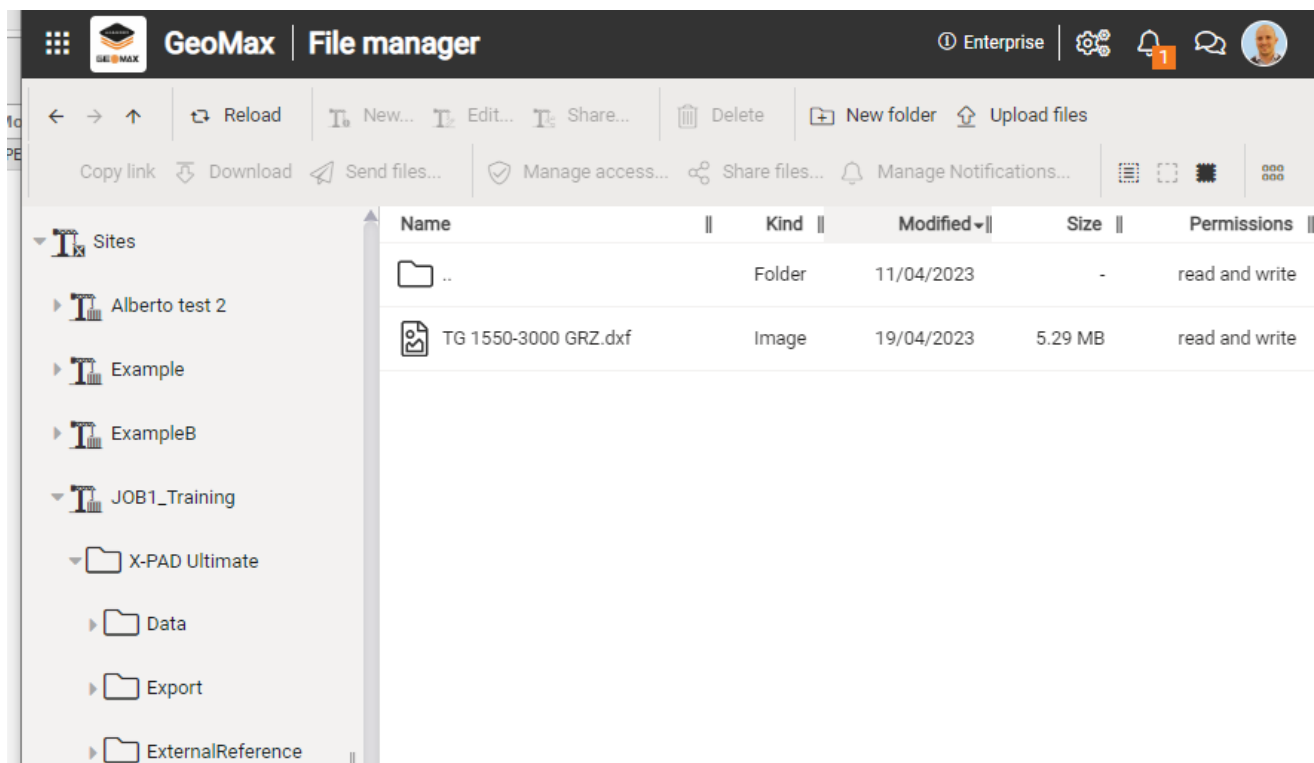 GEOMAX GeoMax File manager Enterprise 1
Reload New... Edit... Share... Delete New folder Upload files
Copy link Download Send files... Manage access... Share files... Manage Notifications...
Sites
Alberto test 2
Example
ExampleB
JOB1_Training
X-PAD Ultimate
Data
Export
ExternalReference
Name Kind Modified Size Permissions
.. Folder 11/04/2023 - read and write
TG 1550-3000 GRZ.dxf Image 19/04/2023 5.29 MB read and write